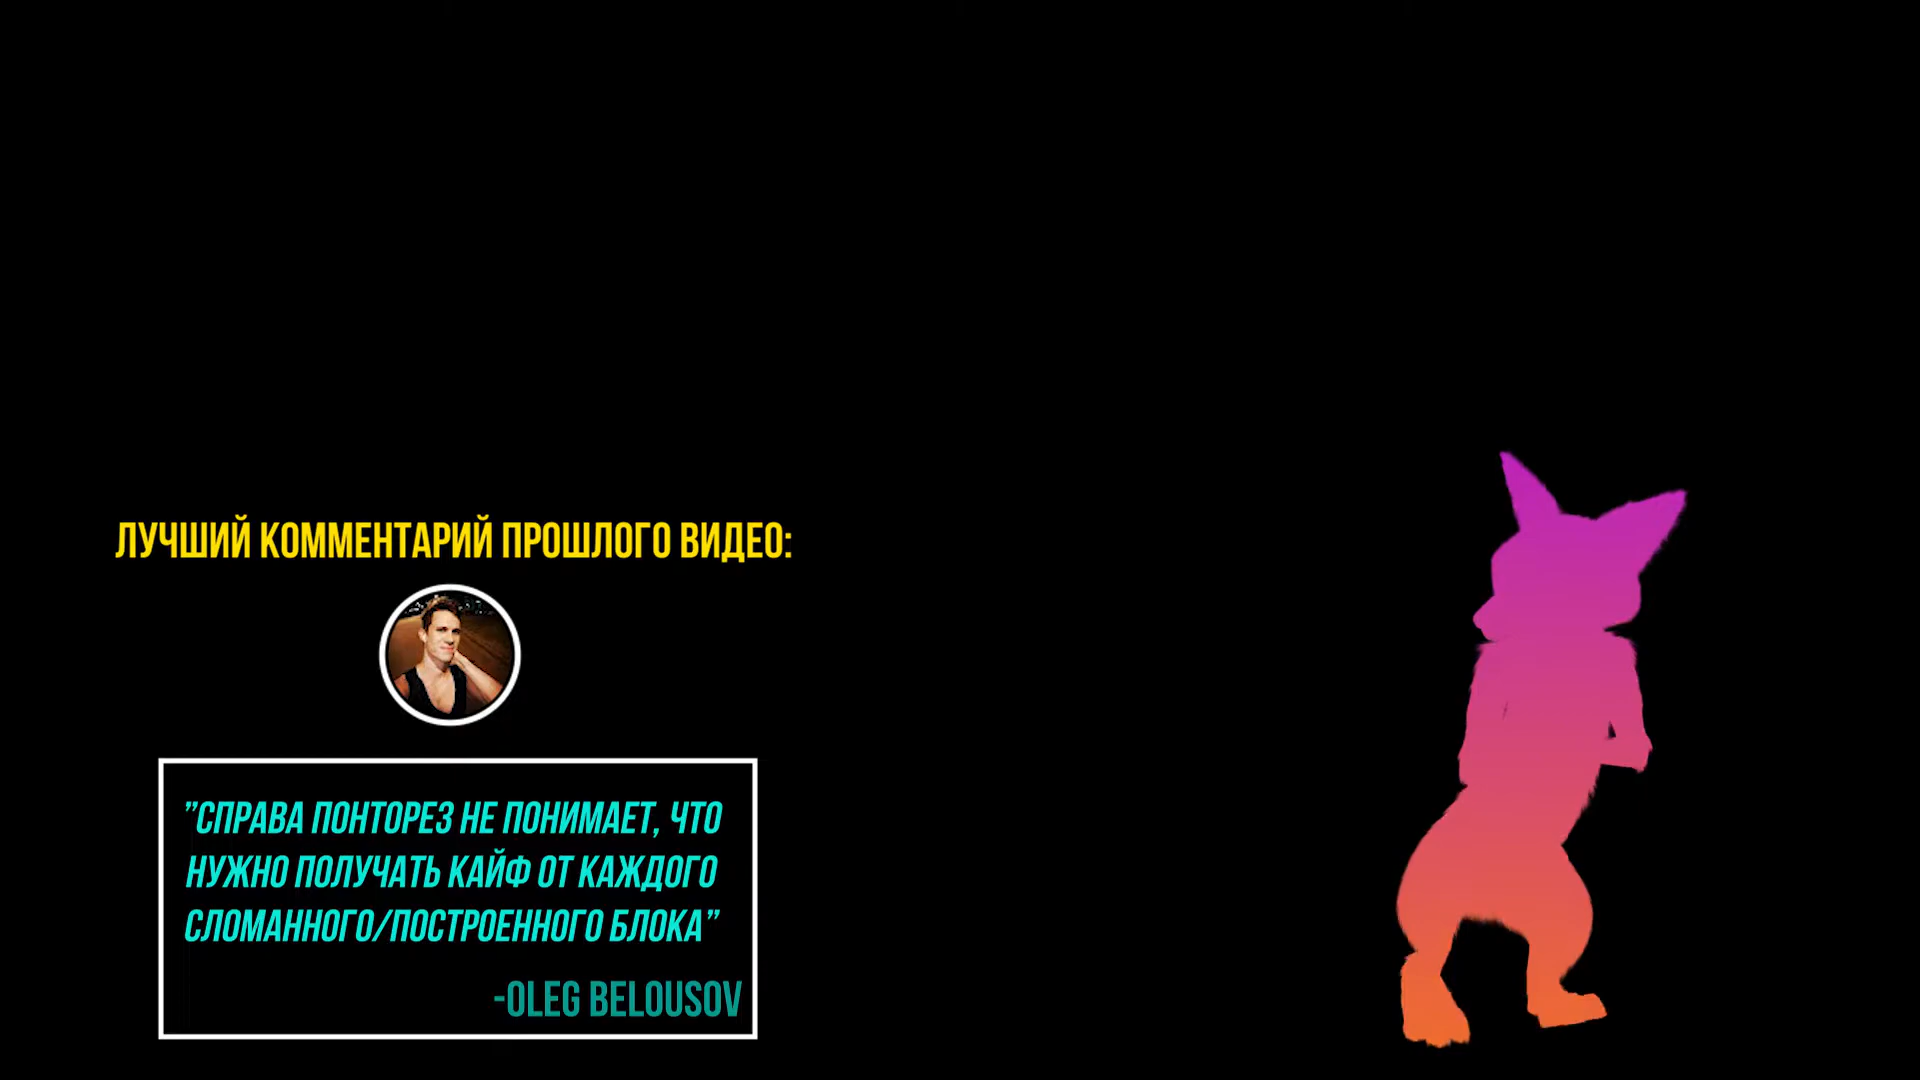 ЛУЧШИЙ КОММЕНТАРИЙ ПРОШЛОГО ВИДЕО:
”СПРАВА ПОНТОРЕЗ НЕ ПОНИМАЕТ, ЧТО
НУЖНО ПОЛУЧАТЬ КАЙФ ОТ КАЖДОГО
СЛОМАННОГО/ПОСТРОЕННОГО БЛОКА”
-OLEG BELOUSOV